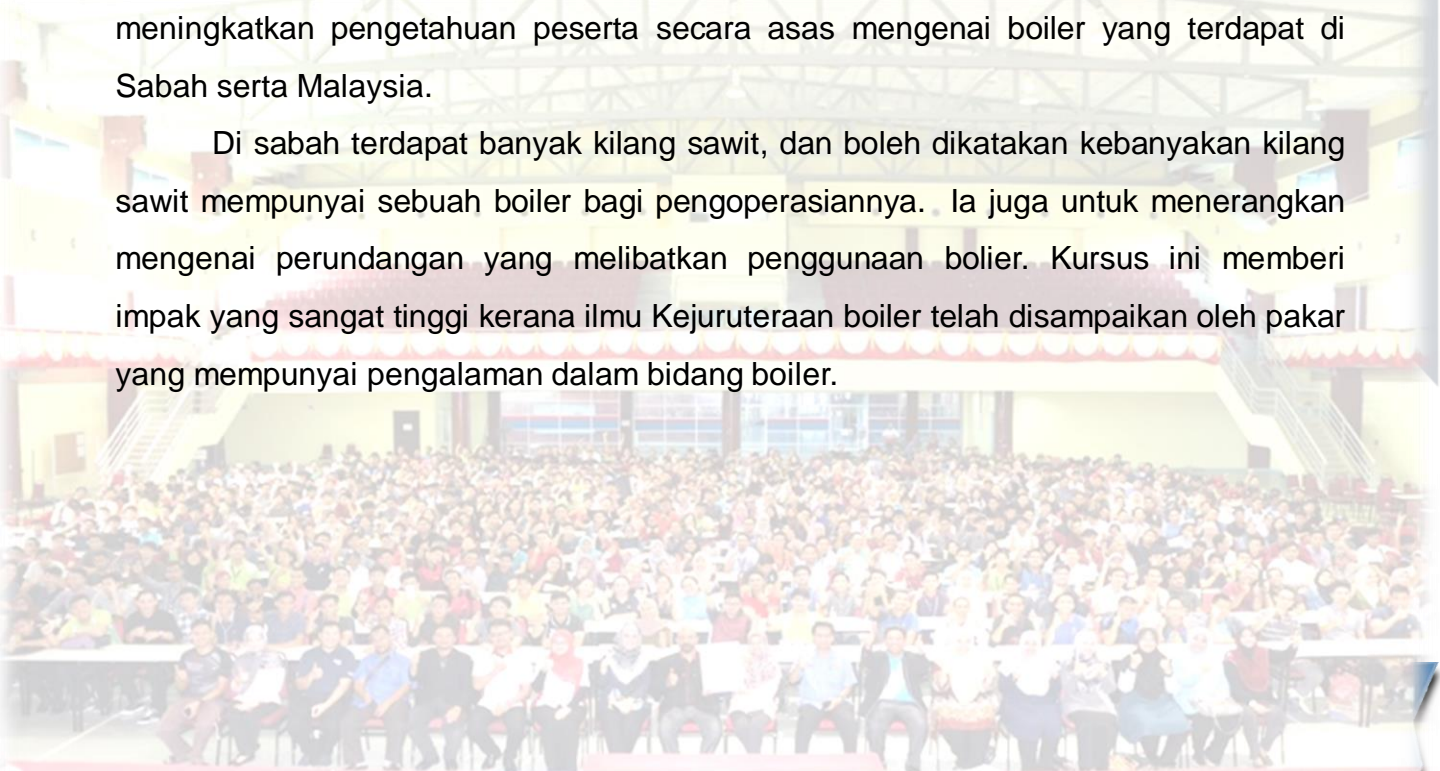 meningkatkan pengetahuan peserta secara asas mengenai boiler yang terdapat di
Sabah serta Malaysia.
Di sabah terdapat banyak kilang sawit, dan boleh dikatakan kebanyakan kilang
sawit mempunyai sebuah boiler bagi pengoperasiannya. Ia juga untuk menerangkan
mengenai perundangan yang melibatkan penggunaan bolier. Kursus ini memberi
impak yang sangat tinggi kerana ilmu Kejuruteraan boiler telah disampaikan oleh pakar
yang mempunyai pengalaman dalam bidang boiler.